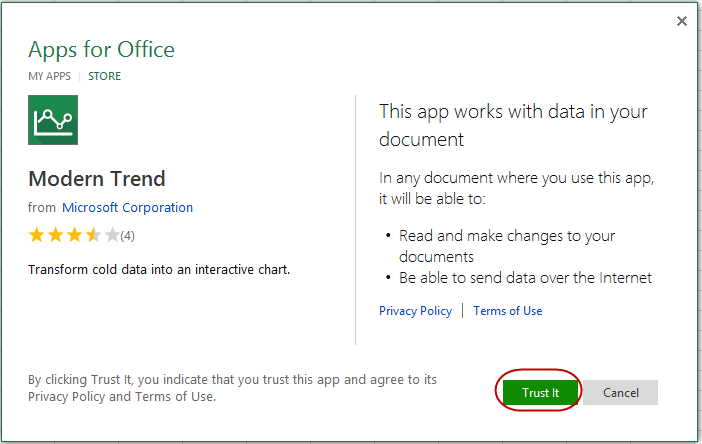 Apps for Office
MY APPS | STORE
Modern Trend
from Microsoft Corporation
(4)
Transform cold data into an interactive chart.
This app works with data in your
document
In any document where you use this app,
it will be able to:
• Read and make changes to your
documents
• Be able to send data over the Internet
Privacy Policy | Terms of Use
By clicking Trust It, you indicate that you trust this app and agree to its
Privacy Policy and Terms of Use.
Trust It
Cancel